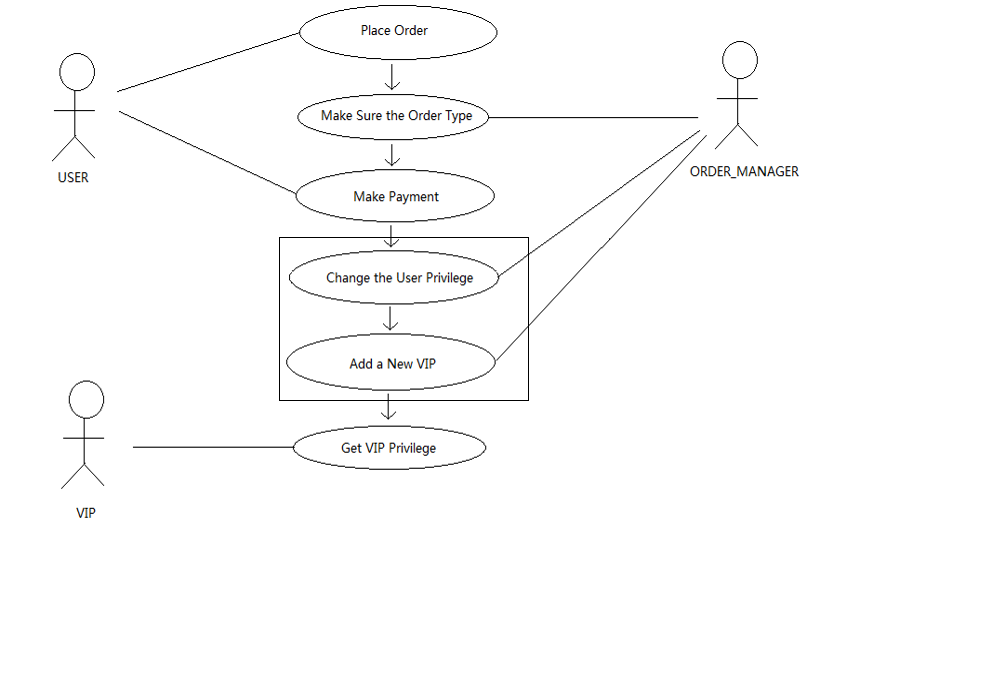 Place Order
Make Sure the Order Type
USER
ORDER_MANAGER
Make Payment
Change the User Privilege
Add a New VIP
Get VIP Privilege
VIP